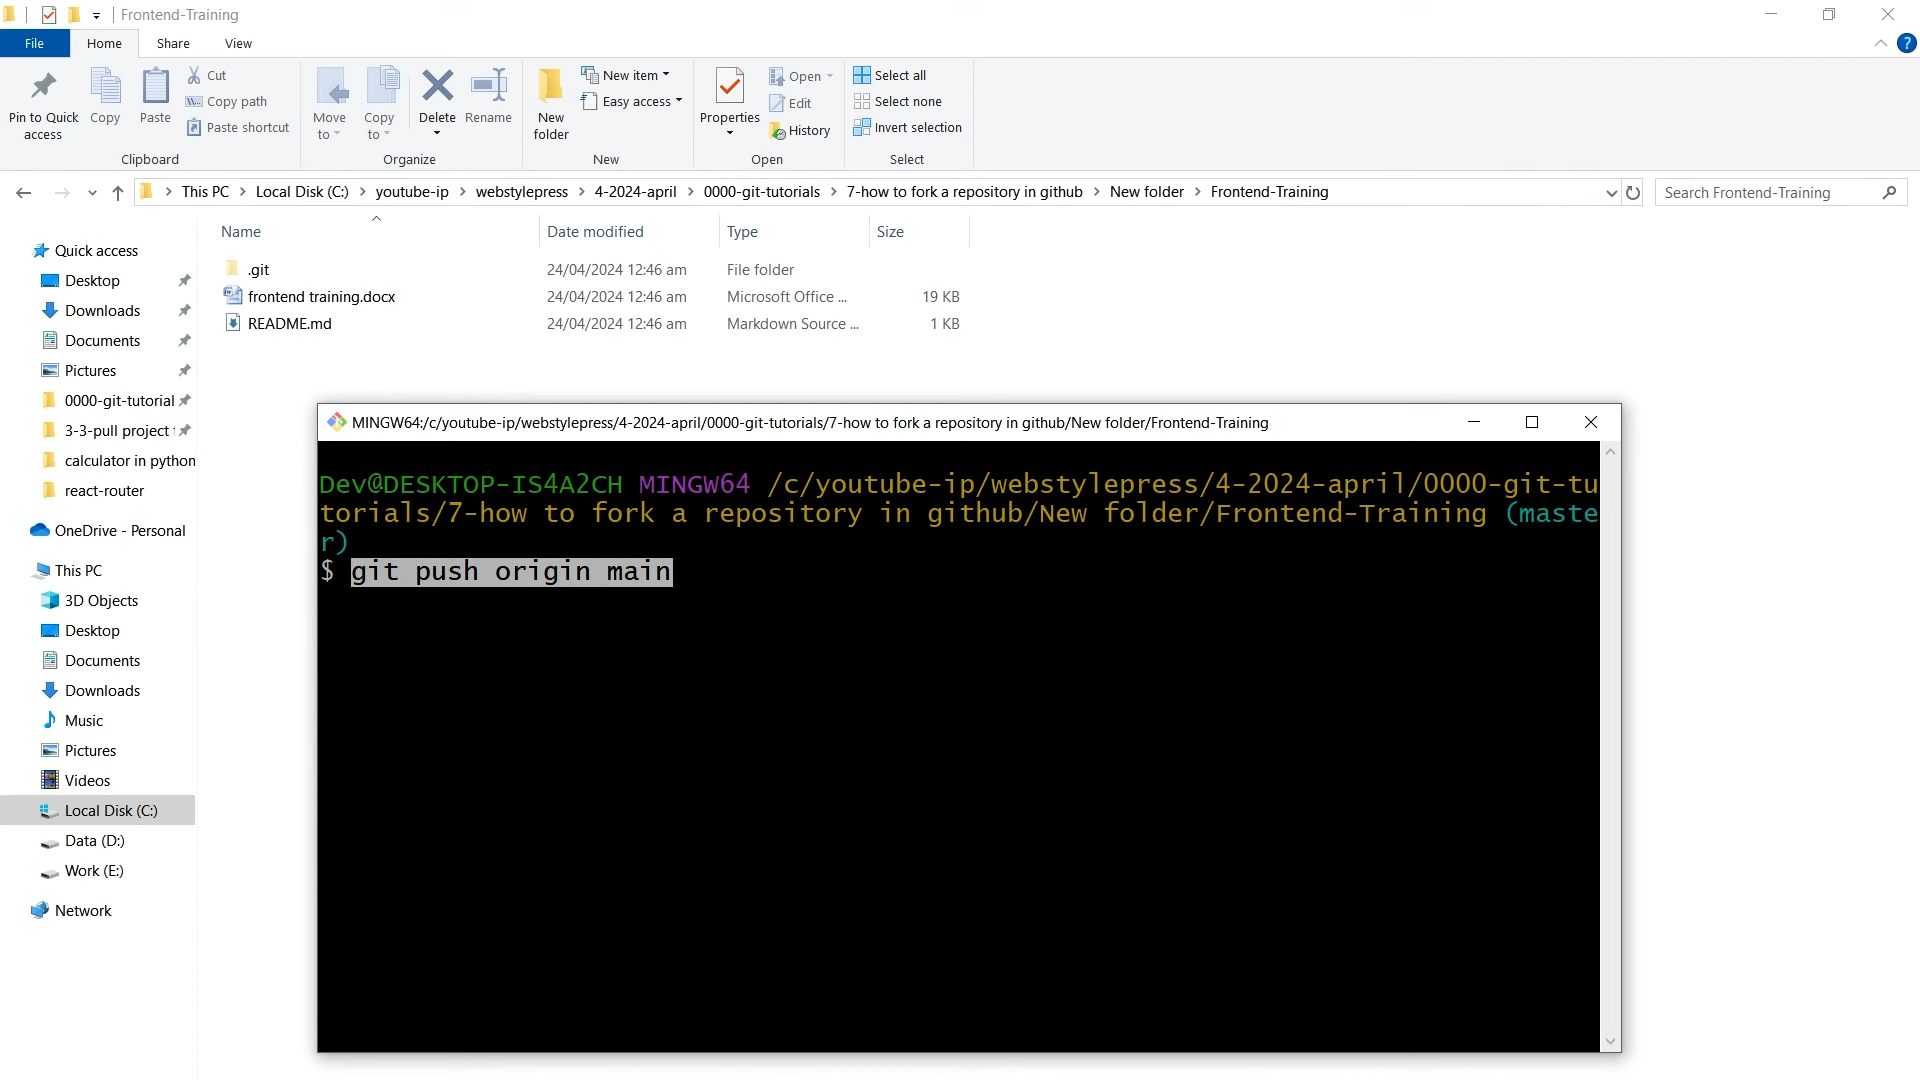 Frontend-Training
File
Home
Share
View
Pin to Quick
access
Copy
Paste
Cut
Copy path
Paste shortcut
Clipboard
Move
to
Copy
to
Delete
Rename
Organize
New
folder
New item
Easy access
New
Properties
Open
Edit
History
Open
Select all
Select none
Invert selection
Select
This PC
Local Disk (C:)
youtube-ip
webstylepress
4-2024-april
0000-git-tutorials
7-how to fork a repository in github
New folder
Frontend-Training
Search Frontend-Training
Name
Date modified
Type
Size
.git
24/04/2024 12:46 am
File folder
frontend training.docx
24/04/2024 12:46 am
Microsoft Office ...
19 KB
README.md
24/04/2024 12:46 am
Markdown Source ...
1 KB
Quick access
Desktop
Downloads
Documents
Pictures
0000-git-tutorial
3-3-pull project
calculator in python
react-router
OneDrive - Personal
This PC
3D Objects
Desktop
Documents
Downloads
Music
Pictures
Videos
Local Disk (C:)
Data (D:)
Work (E:)
Network
MINGW64:/c/youtube-ip/webstylepress/4-2024-april/0000-git-tutorials/7-how to fork a repository in github/New folder/Frontend-Training
Dev@DESKTOP-IS4A2CH MINGW64 /c/youtube-ip/webstylepress/4-2024-april/0000-git-tu
torials/7-how to fork a repository in github/New folder/Frontend-Training (maste
r)
$ git push origin main